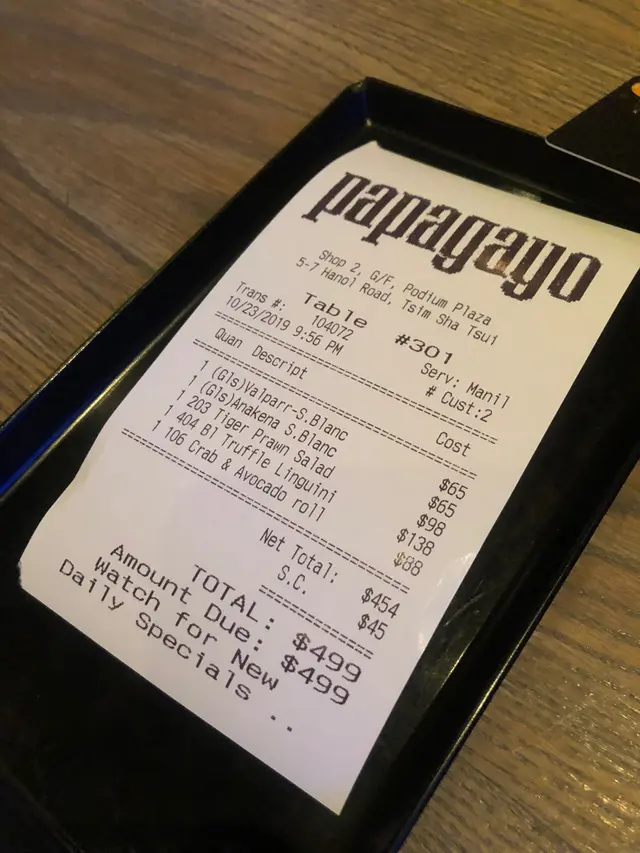 papagayo
Shop 2, G/F, Podium Plaza
5-7 Hanoi Road, Tsim Sha Tsui
Table #301
Trans #: 104072 Serv: Manil
10/23/2019 9:56 PM # Cust:2
Quan Descript Cost
1 (Gls)Valparr-S.Blanc $65
1 (Gls)Anakena S.Blanc $65
1 203 Tiger Prawn Salad $98
1 404 Bl Truffle Linguini $138
1 106 Crab & Avocado roll $88
Net Total: $454
S.C. $45
TOTAL: $499
Amount Due: $499
Watch for New
Daily Specials ..